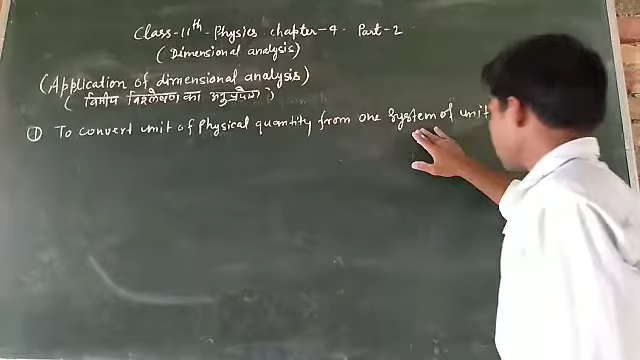 Class-11th Physics chapter-4 Part-2
(Dimensional analysis)
(Application of dimensional analysis)
(विमीय विश्लेषण का अनुप्रयोग)
① To convert unit of Physical quantity from one system of unit